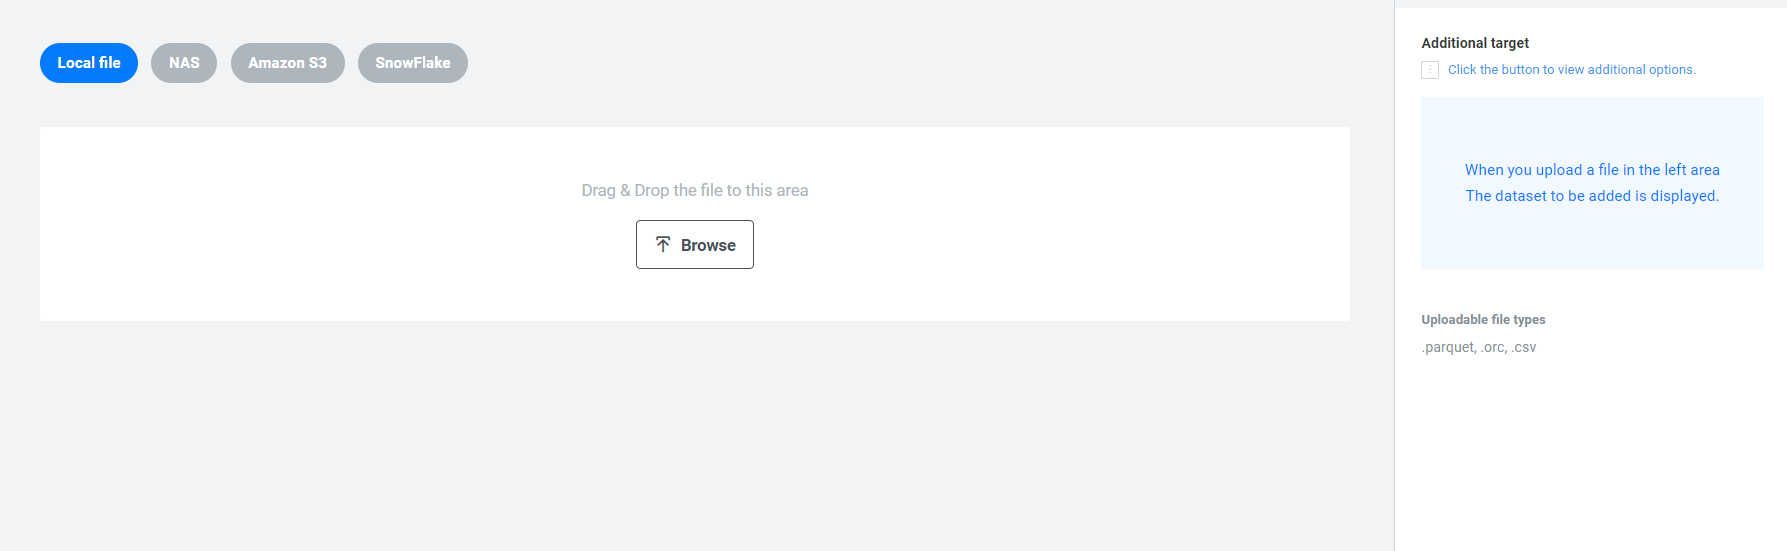 Local file
NAS
Amazon S3
SnowFlake
Drag & Drop the file to this area
Browse
Additional target
Click the button to view additional options.
When you upload a file in the left area
The dataset to be added is displayed.
Uploadable file types
.parquet, .orc, .csv